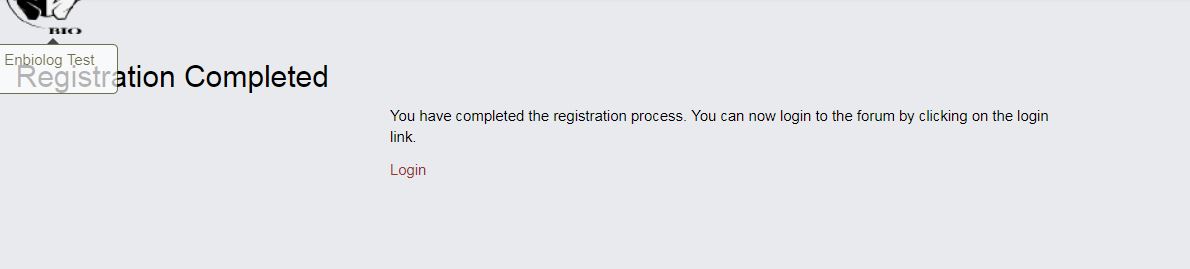 BIO
Enbiolog Test
Registration Completed
You have completed the registration process. You can now login to the forum by clicking on the login
link.
Login